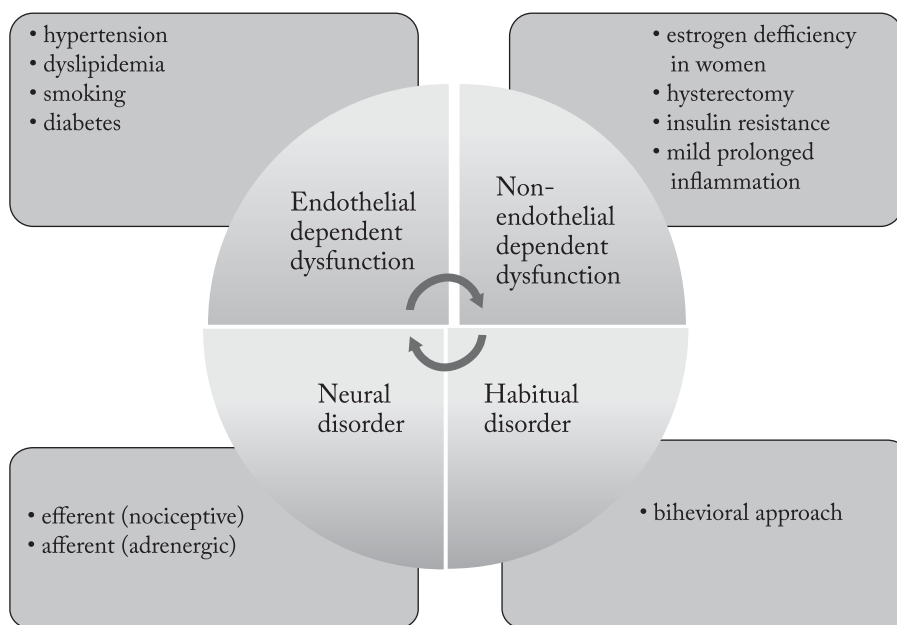 • hypertension
• dyslipidemia
• smoking
• diabetes
• estrogen defficiency
in women
• hysterectomy
• insulin resistance
• mild prolonged
inflammation
Endothelial
dependent
dysfunction
Non-
endothelial
dependent
dysfunction
Neural
disorder
Habitual
disorder
• efferent (nociceptive)
• afferent (adrenergic)
• bihevioral approach